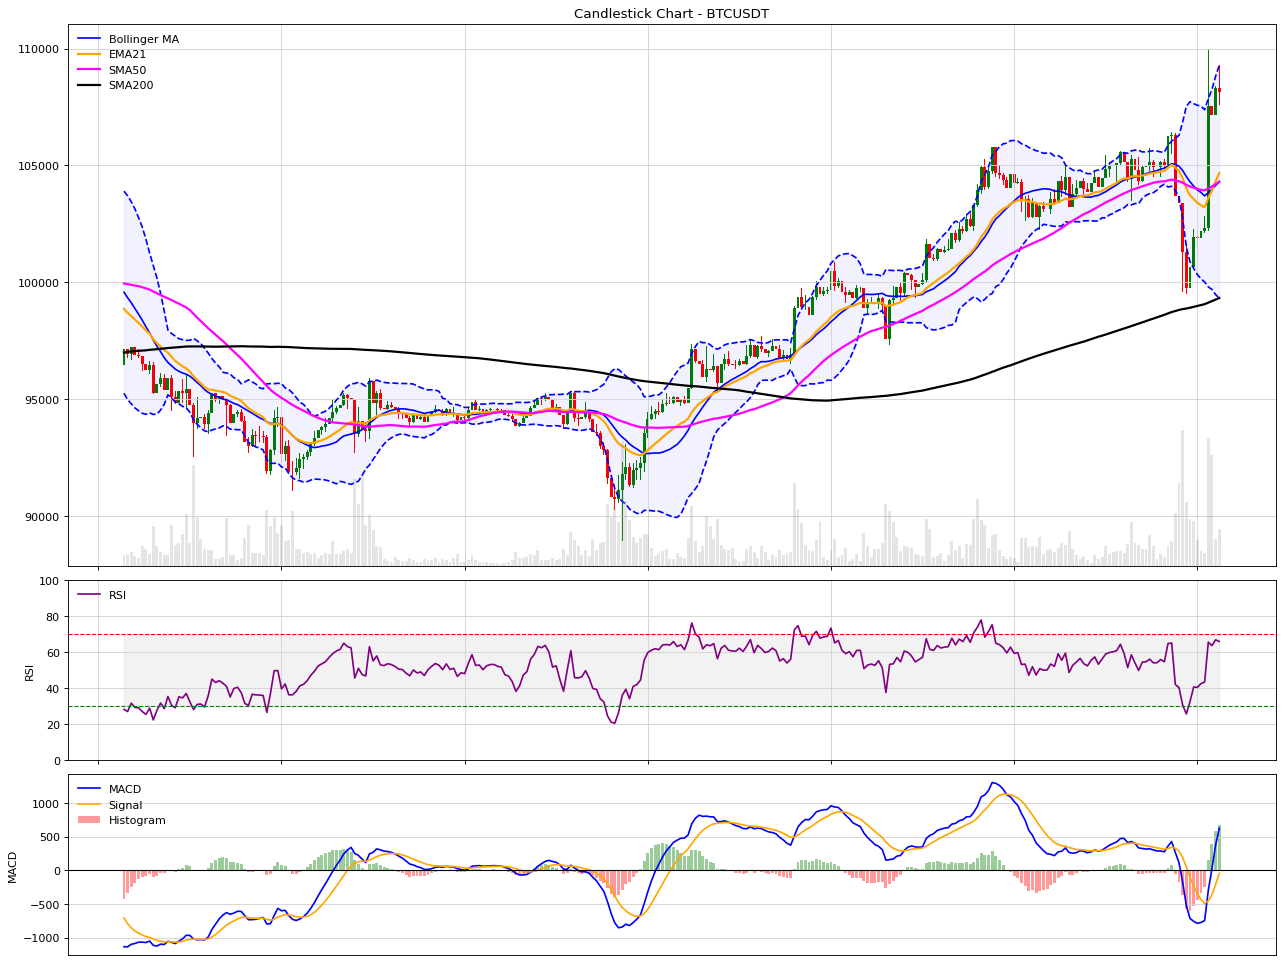 Candlestick Chart - BTCUSDT
Bollinger MA
EMA21
SMA50
SMA200
110000
105000
100000
95000
90000
RSI
RSI
100
80
60
40
20
0
MACD
Signal
Histogram
MACD
1000
500
0
−500
−1000